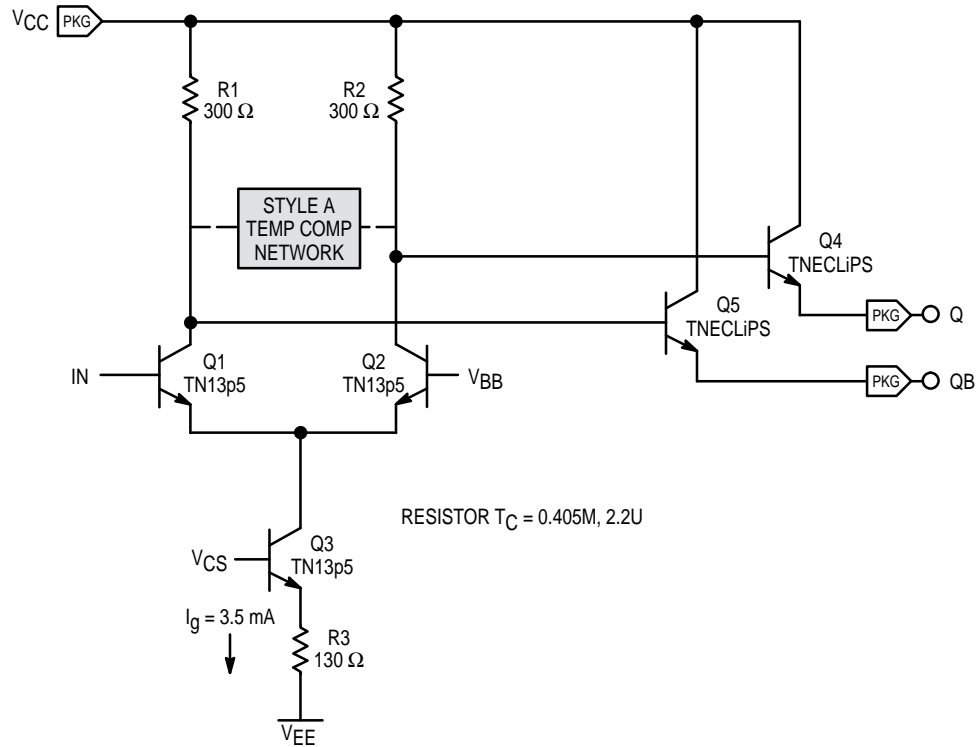 VCC PKG
R1
300 Ω
R2
300 Ω
STYLE A
TEMP COMP
NETWORK
Q4
TNECLiPS
Q5
TNECLiPS
PKG Q
PKG QB
IN
Q1
TN13p5
Q2
TN13p5
VBB
RESISTOR TC = 0.405M, 2.2U
VCS
Q3
TN13p5
Ig = 3.5 mA
R3
130 Ω
VEE